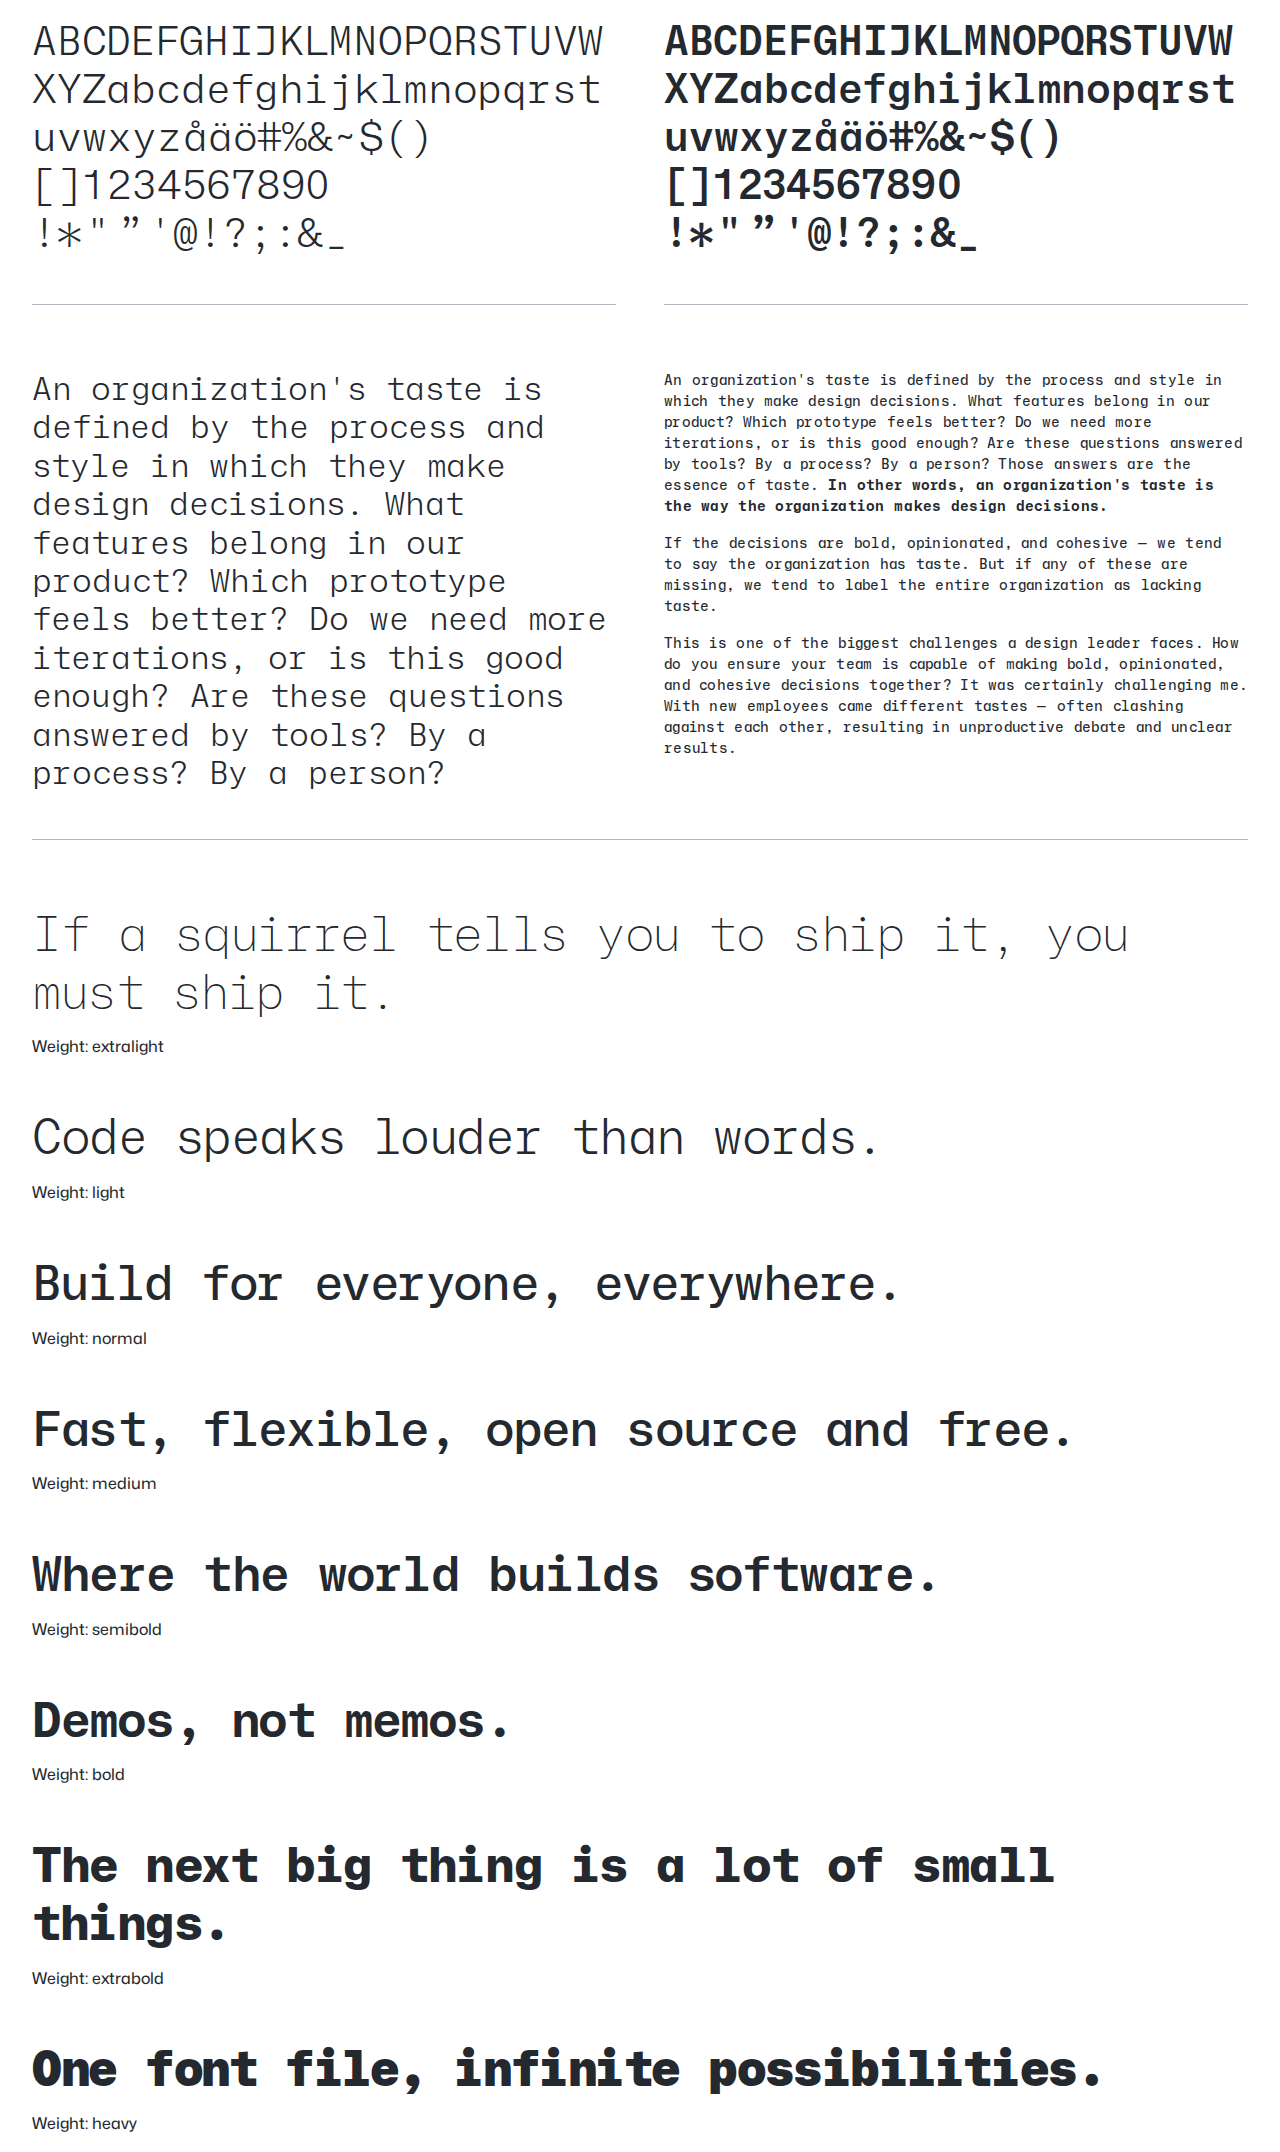 ABCDEFGHIJKLMNOPQRSTUVW
XYZabcdefghijklmnopqrst
uvwxyzåäö#%&~$()
[]1234567890
!*"”'@!?;:&_
ABCDEFGHIJKLMNOPQRSTUVW
XYZabcdefghijklmnopqrst
uvwxyzåäö#%&~$()
[]1234567890
!*"”'@!?;:&_
An organization's taste is
defined by the process and
style in which they make
design decisions. What
features belong in our
product? Which prototype
feels better? Do we need more
iterations, or is this good
enough? Are these questions
answered by tools? By a
process? By a person?
An organization's taste is defined by the process and style in
which they make design decisions. What features belong in our
product? Which prototype feels better? Do we need more
iterations, or is this good enough? Are these questions answered
by tools? By a process? By a person? Those answers are the
essence of taste. In other words, an organization's taste is
the way the organization makes design decisions.
If the decisions are bold, opinionated, and cohesive — we tend
to say the organization has taste. But if any of these are
missing, we tend to label the entire organization as lacking
taste.
This is one of the biggest challenges a design leader faces. How
do you ensure your team is capable of making bold, opinionated,
and cohesive decisions together? It was certainly challenging me.
With new employees came different tastes — often clashing
against each other, resulting in unproductive debate and unclear
results.
If a squirrel tells you to ship it, you
must ship it.
Weight: extralight
Code speaks louder than words.
Weight: light
Build for everyone, everywhere.
Weight: normal
Fast, flexible, open source and free.
Weight: medium
Where the world builds software.
Weight: semibold
Demos, not memos.
Weight: bold
The next big thing is a lot of small
things.
Weight: extrabold
One font file, infinite possibilities.
Weight: heavy